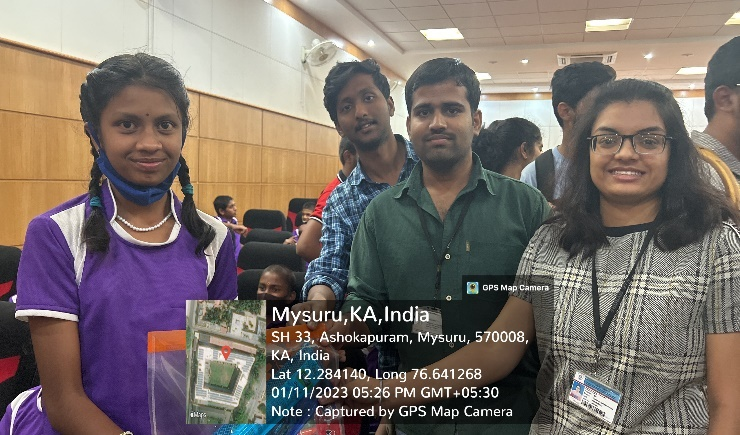 GPS Map Camera
Mysuru,KA,India
SH 33, Ashokapuram, Mysuru, 570008,
KA, India
Lat 12.284140, Long 76.641268
01/11/2023 05:26 PM GMT+05:30
Note : Captured by GPS Map Camera
Maps